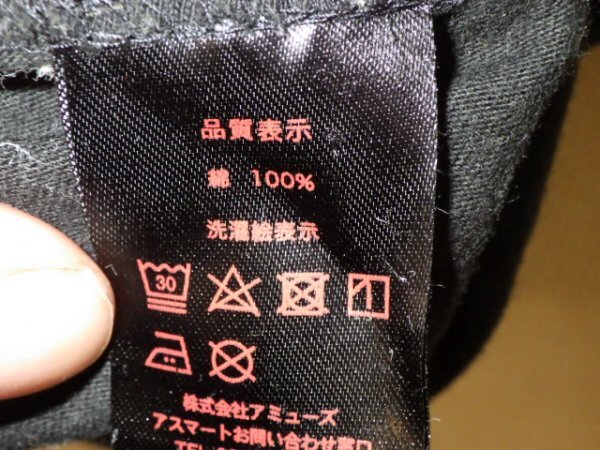 品質表示
綿 100%
洗濯絵表示
30
株式会社アミューズ
アスマートお問い合わせ窓口